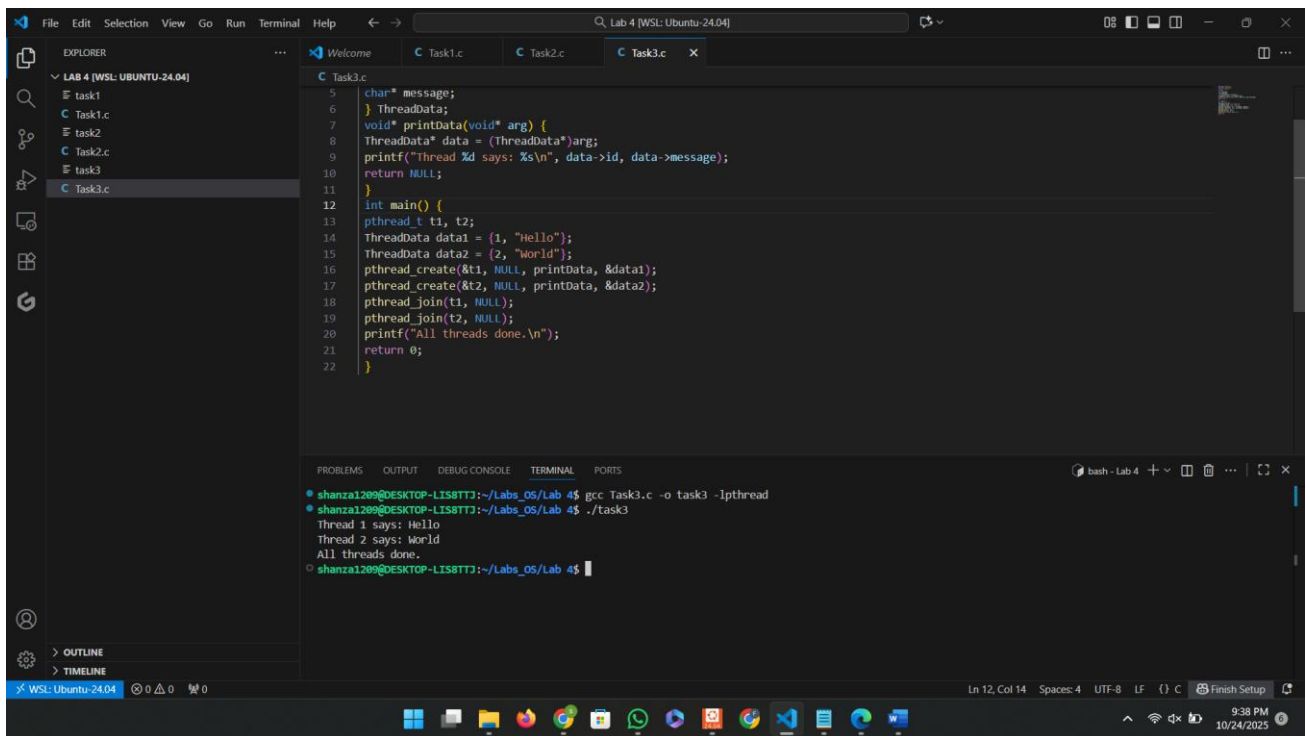 File Edit Selection View Go Run Terminal Help
Lab 4 [WSL: Ubuntu-24.04]
EXPLORER
LAB 4 [WSL: UBUNTU-24.04]
task1
C Task1.c
task2
C Task2.c
task3
C Task3.c
OUTLINE
TIMELINE
Welcome C Task1.c C Task2.c C Task3.c
C Task3.c
5 char* message;
6 } ThreadData;
7 void* printData(void* arg) {
8 ThreadData* data = (ThreadData*)arg;
9 printf("Thread %d says: %s\n", data->id, data->message);
10 return NULL;
11 }
12 int main() {
13 pthread_t t1, t2;
14 ThreadData data1 = {1, "Hello"};
15 ThreadData data2 = {2, "World"};
16 pthread_create(&t1, NULL, printData, &data1);
17 pthread_create(&t2, NULL, printData, &data2);
18 pthread_join(t1, NULL);
19 pthread_join(t2, NULL);
20 printf("All threads done.\n");
21 return 0;
22 }
PROBLEMS OUTPUT DEBUG CONSOLE TERMINAL PORTS
bash - Lab 4
shanza1209@DESKTOP-LIS8TTJ:~/Labs_OS/Lab 4$ gcc Task3.c -o task3 -lpthread
shanza1209@DESKTOP-LIS8TTJ:~/Labs_OS/Lab 4$ ./task3
Thread 1 says: Hello
Thread 2 says: World
All threads done.
shanza1209@DESKTOP-LIS8TTJ:~/Labs_OS/Lab 4$
WSL: Ubuntu-24.04 0 0 0 Ln 12, Col 14 Spaces: 4 UTF-8 LF {} C Finish Setup
9:38 PM
10/24/2025